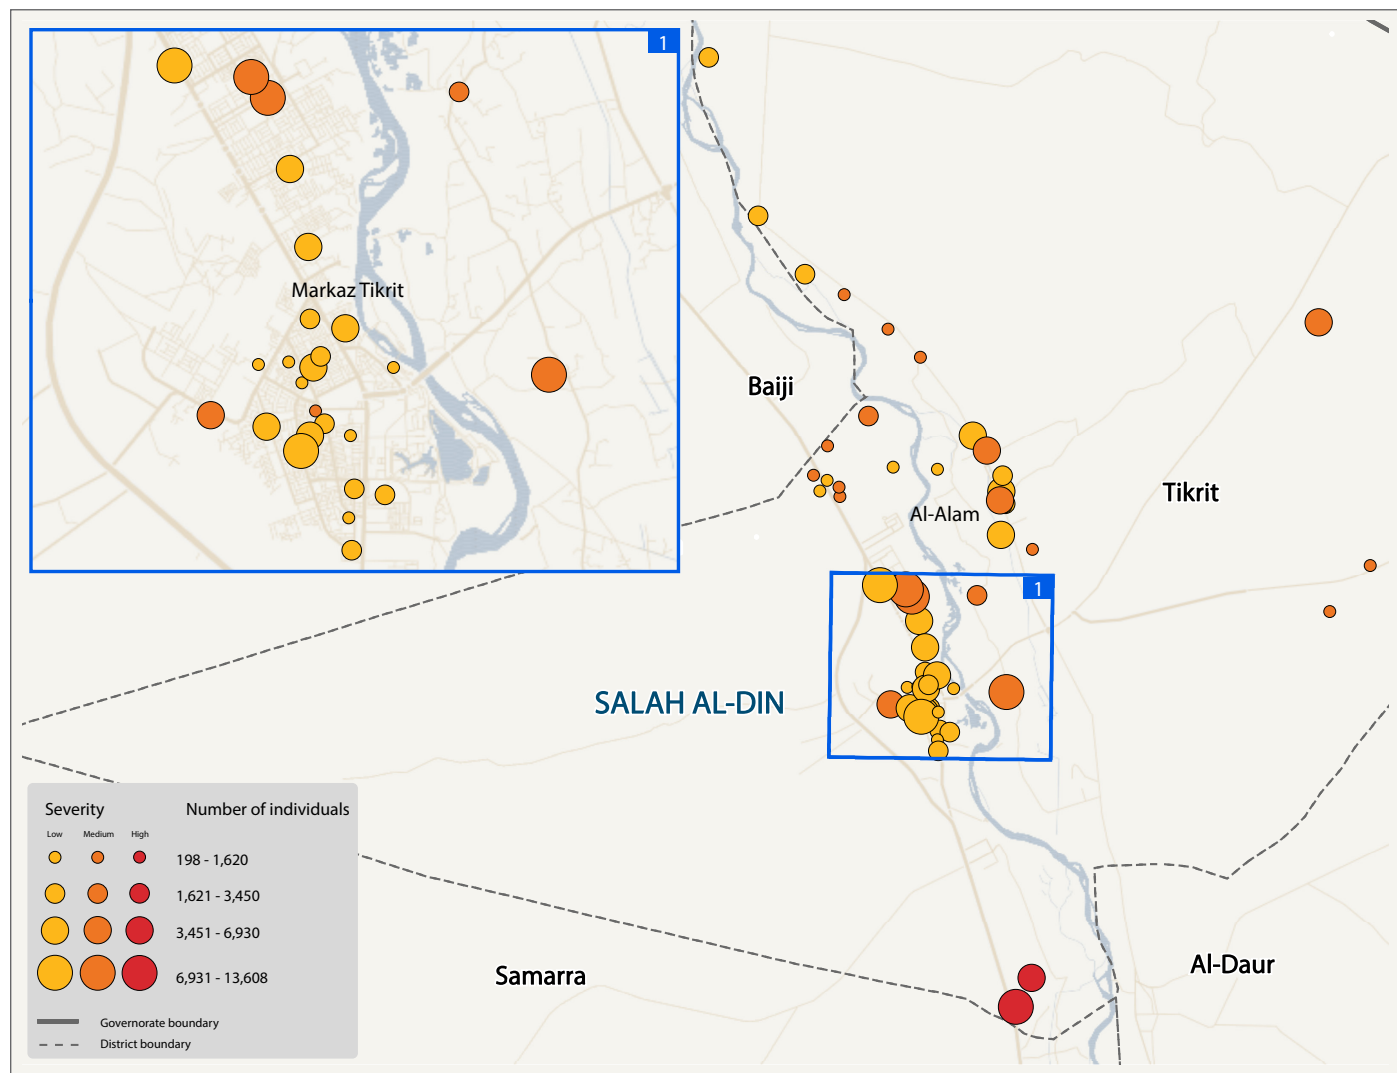 1
Markaz Tikrit
Baiji
Tikrit
Al-Alam
1
SALAH AL-DIN
Samarra
Al-Daur
Severity
Number of individuals
Low Medium High
198 - 1,620
1,621 - 3,450
3,451 - 6,930
6,931 - 13,608
Governorate boundary
District boundary